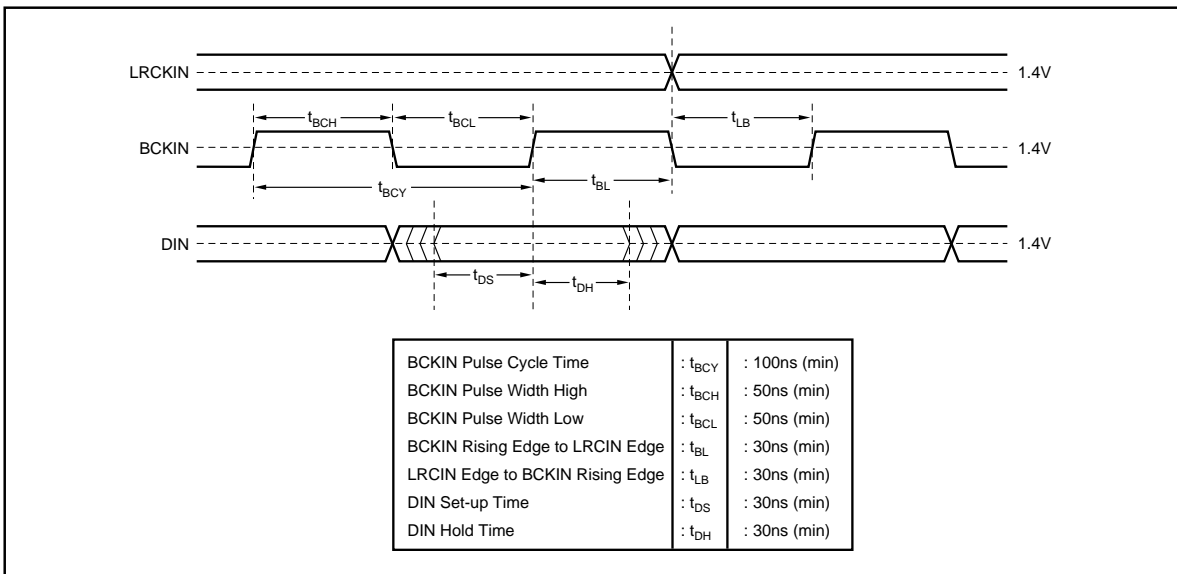 LRCKIN 1.4V
tBCH tBCL tLB
BCKIN 1.4V
tBCY tBL
DIN 1.4V
tDS tDH
BCKIN Pulse Cycle Time : tBCY : 100ns (min)
BCKIN Pulse Width High : tBCH : 50ns (min)
BCKIN Pulse Width Low : tBCL : 50ns (min)
BCKIN Rising Edge to LRCIN Edge : tBL : 30ns (min)
LRCIN Edge to BCKIN Rising Edge : tLB : 30ns (min)
DIN Set-up Time : tDS : 30ns (min)
DIN Hold Time : tDH : 30ns (min)